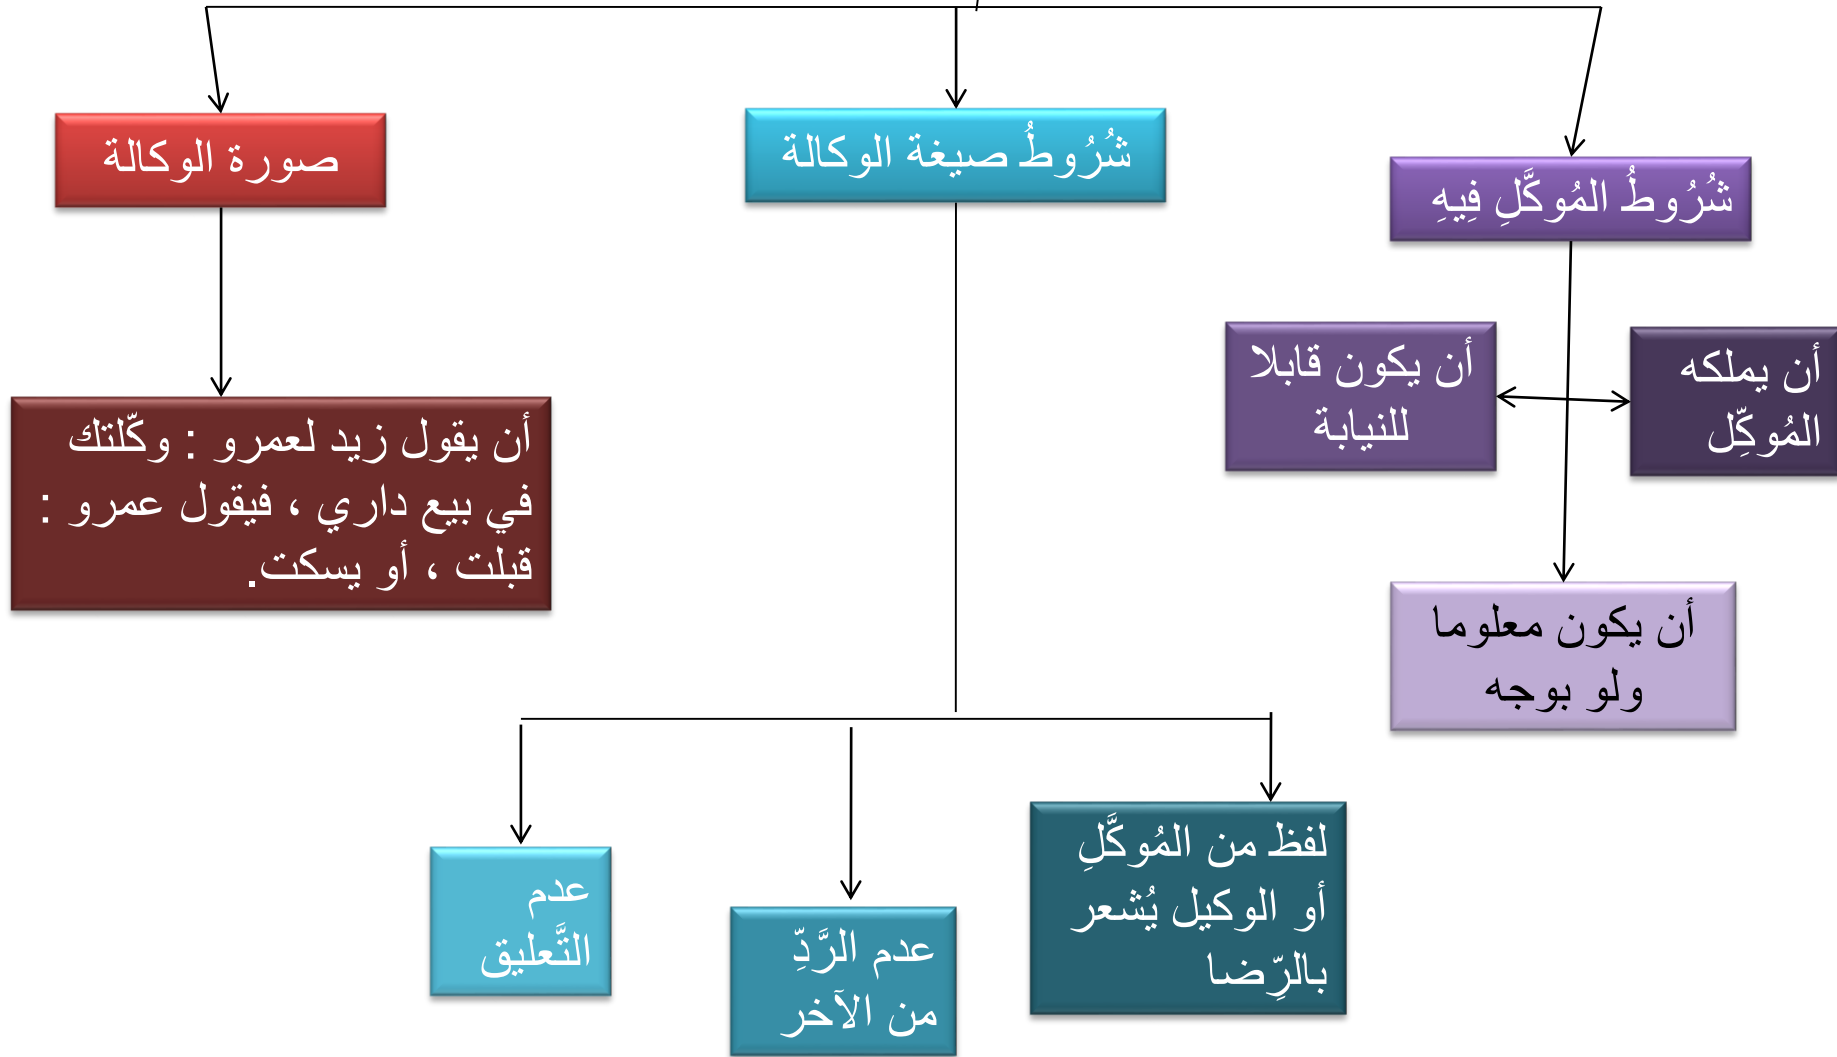 شُرُوطُ المُوكَّلِ فِيهِ
أن يملكه
المُوكِّل
أن يكون قابلا
للنيابة
أن يكون معلوما
ولو بوجه
شُرُوطُ صيغة الوكالة
لفظ من المُوكَّلِ
أو الوكيل يُشعر
بالرِّضا
عدم الرَّدِّ
من الآخر
عدم
التَّعليق
صورة الوكالة
أن يقول زيد لعمرو : وكّلتك
في بيع داري ، فيقول عمرو :
قبلت ، أو يسكت.